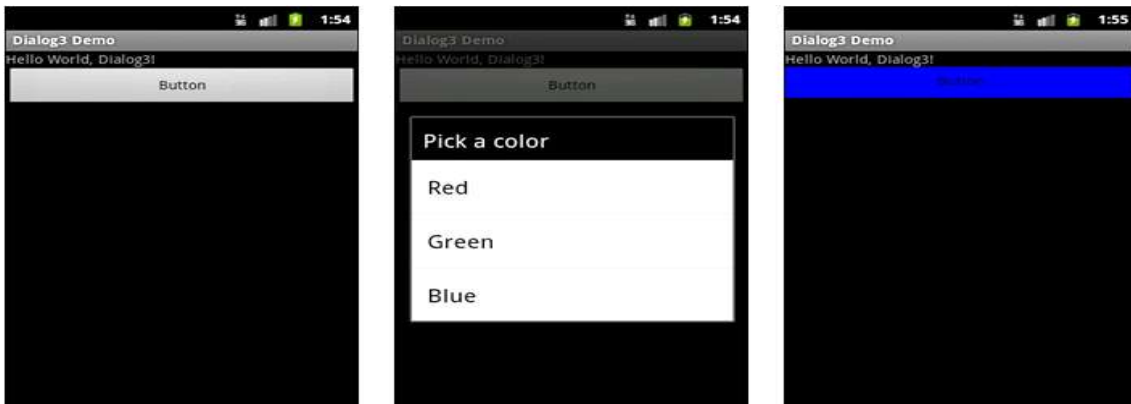 1:54
Dialog3 Demo
Hello World, Dialog3!
Button
1:54
Dialog3 Demo
Hello World, Dialog3!
Button
Pick a color
Red
Green
Blue
1:55
Dialog3 Demo
Hello World, Dialog3!
Button